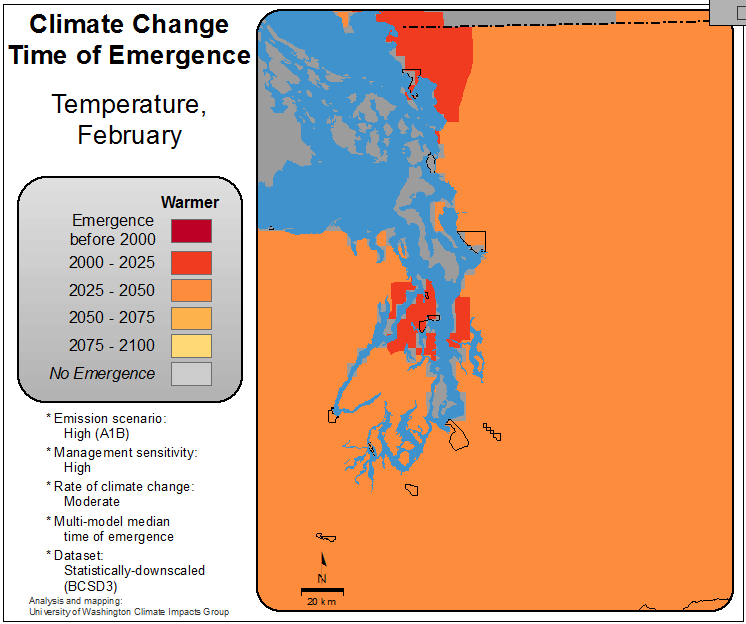 Climate Change
Time of Emergence
Temperature,
February
Warmer
Emergence
before 2000
2000 - 2025
2025 - 2050
2050 - 2075
2075 - 2100
No Emergence
* Emission scenario:
High (A1B)
* Management sensitivity:
High
* Rate of climate change:
Moderate
* Multi-model median
time of emergence
* Dataset:
Statistically-downscaled
(BCSD3)
Analysis and mapping:
University of Washington Climate Impacts Group
N
20 km